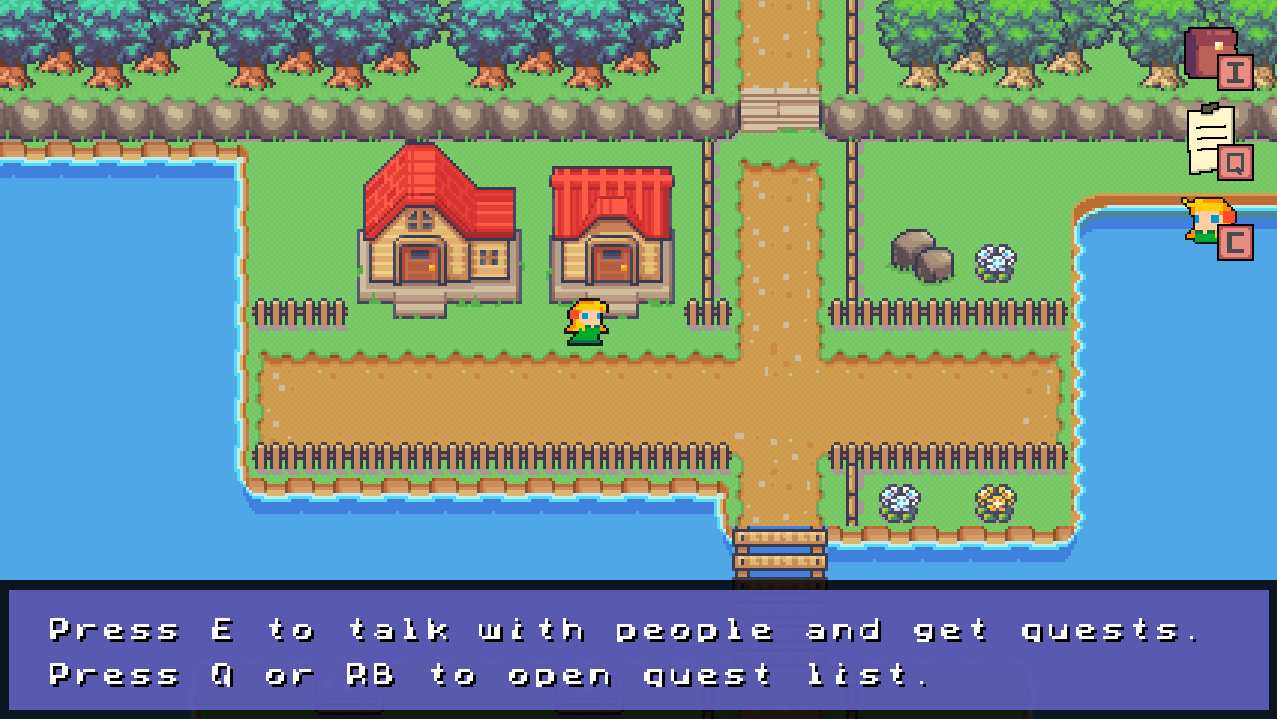 I
Q
C
Press E to talk with people and get quests.
Press Q or RB to open quest list.